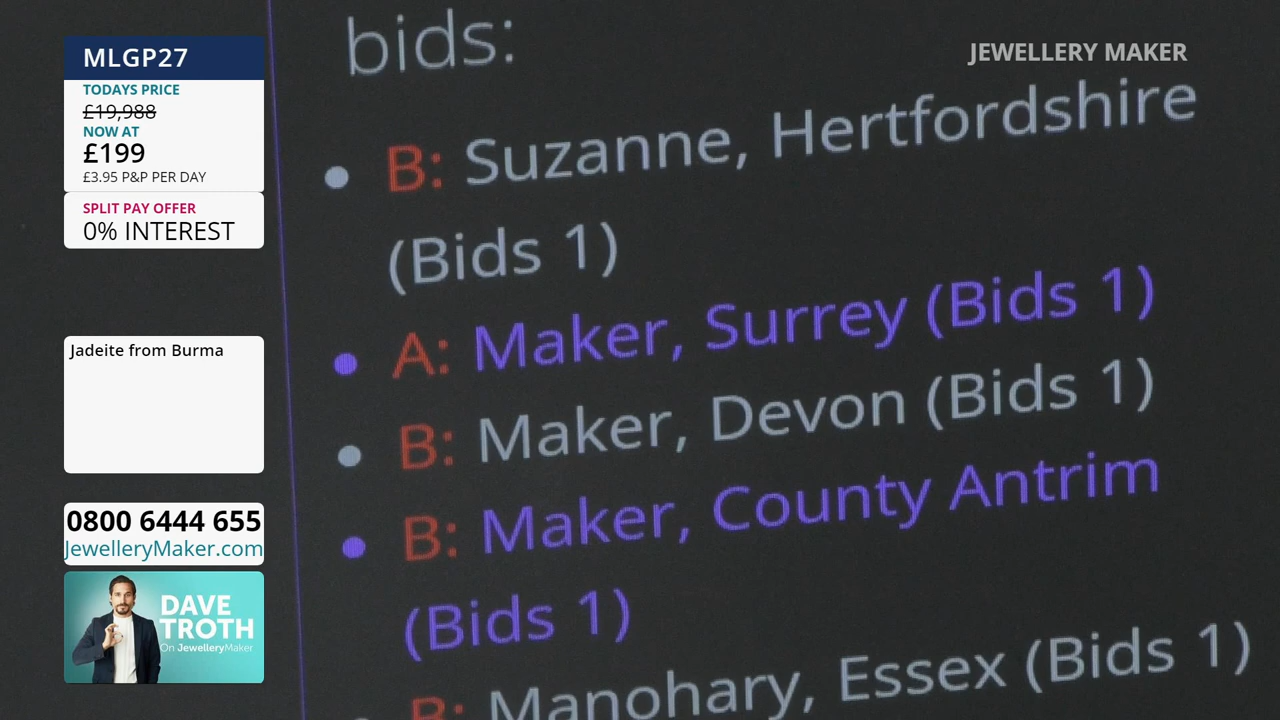 MLGP27
TODAYS PRICE
£19,988
NOW AT
£199
£3.95 P&P PER DAY
SPLIT PAY OFFER
0% INTEREST
Jadeite from Burma
0800 6444 655
JewelleryMaker.com
DAVE
TROTH
On JewelleryMaker
JEWELLERY MAKER
bids:
B: Suzanne, Hertfordshire
(Bids 1)
A: Maker, Surrey (Bids 1)
B: Maker, Devon (Bids 1)
B: Maker, County Antrim
(Bids 1)
B: Manohary, Essex (Bids 1)